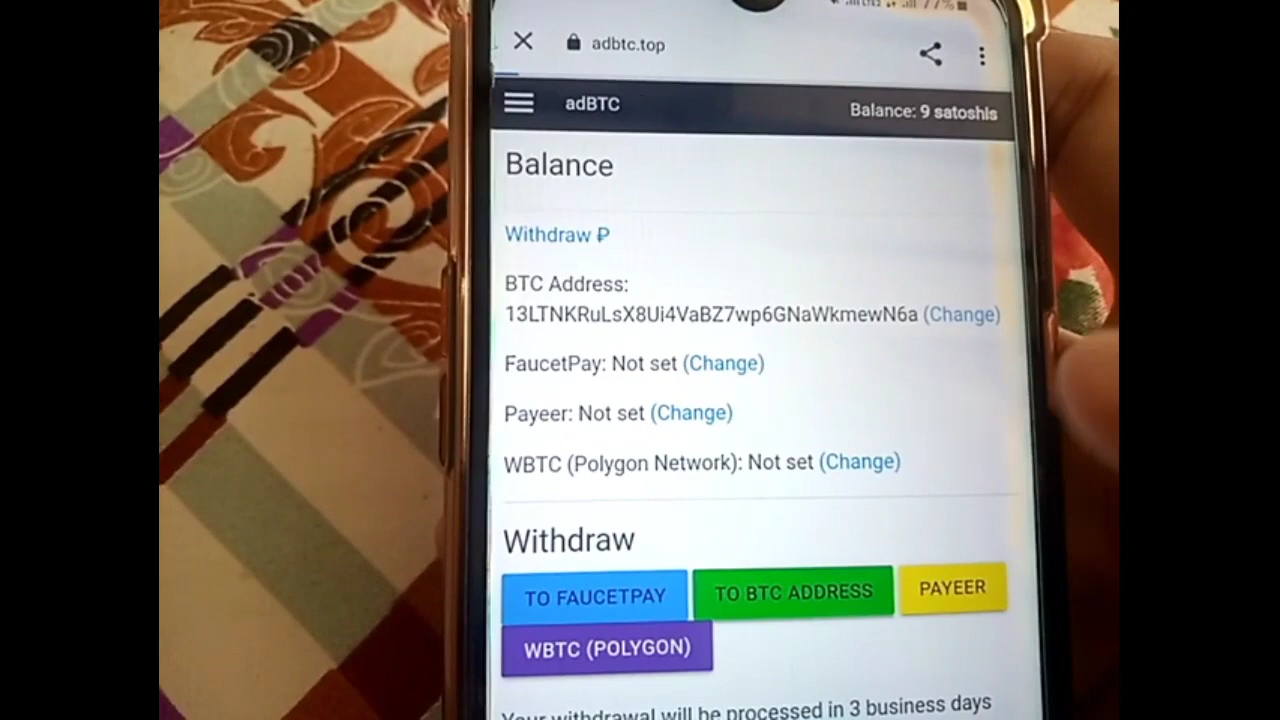 77%
adbtc.top
adBTC
Balance: 9 satoshis
Balance
Withdraw ₽
BTC Address:
13LTNKRuLsX8Ui4VaBZ7wp6GNaWkmewN6a (Change)
FaucetPay: Not set (Change)
Payeer: Not set (Change)
WBTC (Polygon Network): Not set (Change)
Withdraw
TO FAUCETPAY
TO BTC ADDRESS
PAYEER
WBTC (POLYGON)
Your withdrawal will be processed in 3 business days